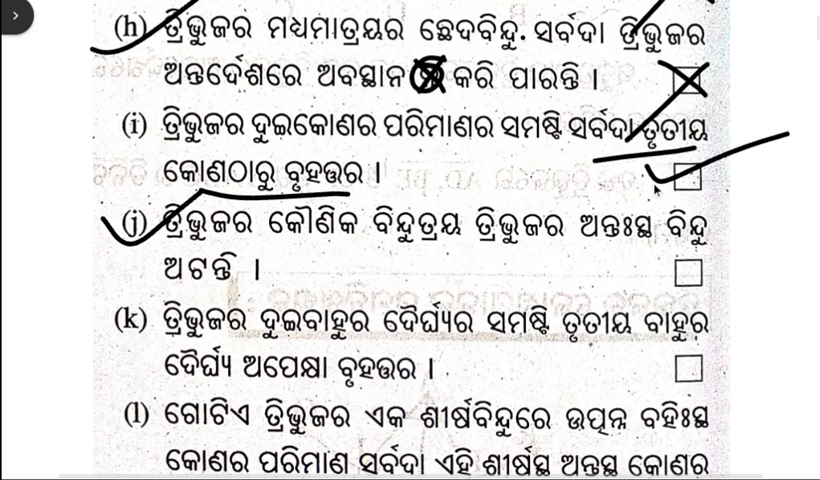 (h) ତ୍ରିଭୁଜର ମଧ୍ୟମାତ୍ରୟର ଛେଦବିନ୍ଦୁ. ସର୍ବଦା ତ୍ରିଭୁଜର
ଅନ୍ତର୍ଦେଶରେ ଅବସ୍ଥାନ କରି ପାରନ୍ତି ।
(i) ତ୍ରିଭୁଜର ଦୁଇକୋଣର ପରିମାଣର ସମଷ୍ଟି ସର୍ବଦା ତୃତୀୟ
କୋଣଠାରୁ ବୃହତ୍ତର ।
(j) ତ୍ରିଭୁଜର କୌଣିକ ବିନ୍ଦୁତ୍ରୟ ତ୍ରିଭୁଜର ଅନ୍ତଃସ୍ଥ ବିନ୍ଦୁ
ଅଟନ୍ତି ।
(k) ତ୍ରିଭୁଜର ଦୁଇବାହୁର ଦୈର୍ଘ୍ୟର ସମଷ୍ଟି ତୃତୀୟ ବାହୁର
ଦୈର୍ଘ୍ୟ ଅପେକ୍ଷା ବୃହତ୍ତର ।
(l) ଗୋଟିଏ ତ୍ରିଭୁଜର ଏକ ଶୀର୍ଷବିନ୍ଦୁରେ ଉତ୍ପନ୍ନ ବହିଃସ୍ଥ
କୋଣର ପରିମାଣ ସର୍ବଦା ଏହି ଶୀର୍ଷସ୍ଥ ଅନ୍ତସ୍ଥ କୋଣର